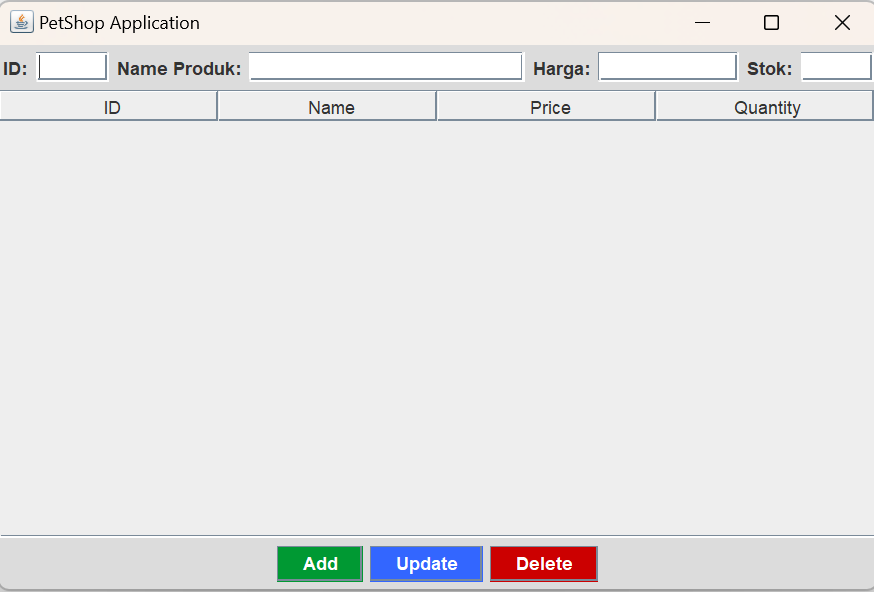 PetShop Application
ID: Name Produk: Harga: Stok:
ID Name Price Quantity
Add Update Delete